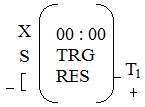 X 00 : 00
S TRG
– [ RES – T1
+